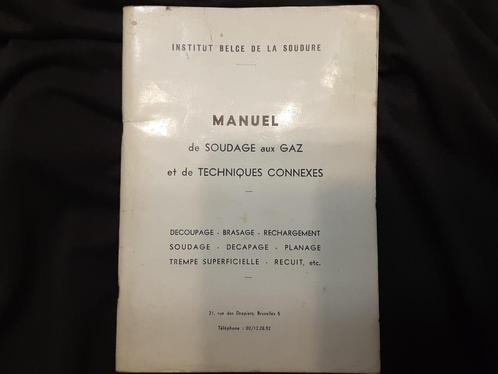 INSTITUT BELGE DE LA SOUDURE
MANUEL
de SOUDAGE aux GAZ
et de TECHNIQUES CONNEXES
DECOUPAGE - BRASAGE - RECHARGEMENT
SOUDAGE - DECAPAGE - PLANAGE
TREMPE SUPERFICIELLE - RECUIT, etc.
21, rue des Drapiers, Bruxelles 5
Téléphone : 02/12.28.92